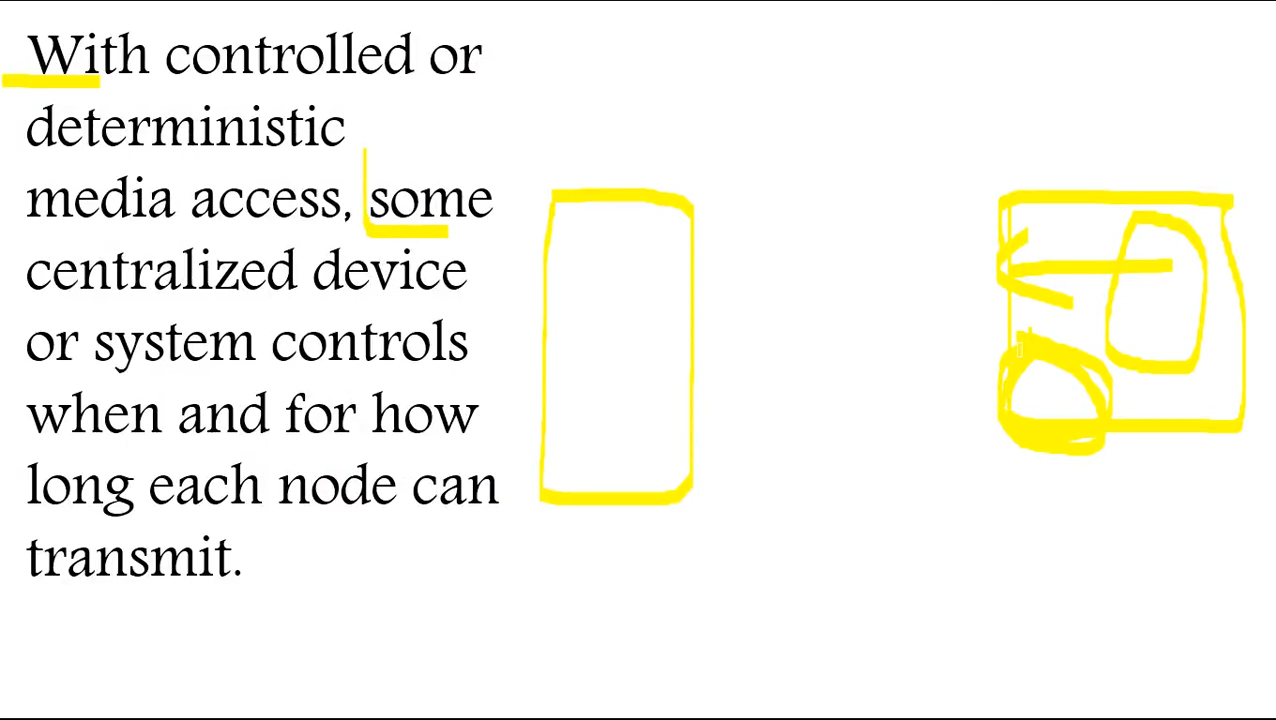 With controlled or
deterministic
media access, some
centralized device
or system controls
when and for how
long each node can
transmit.